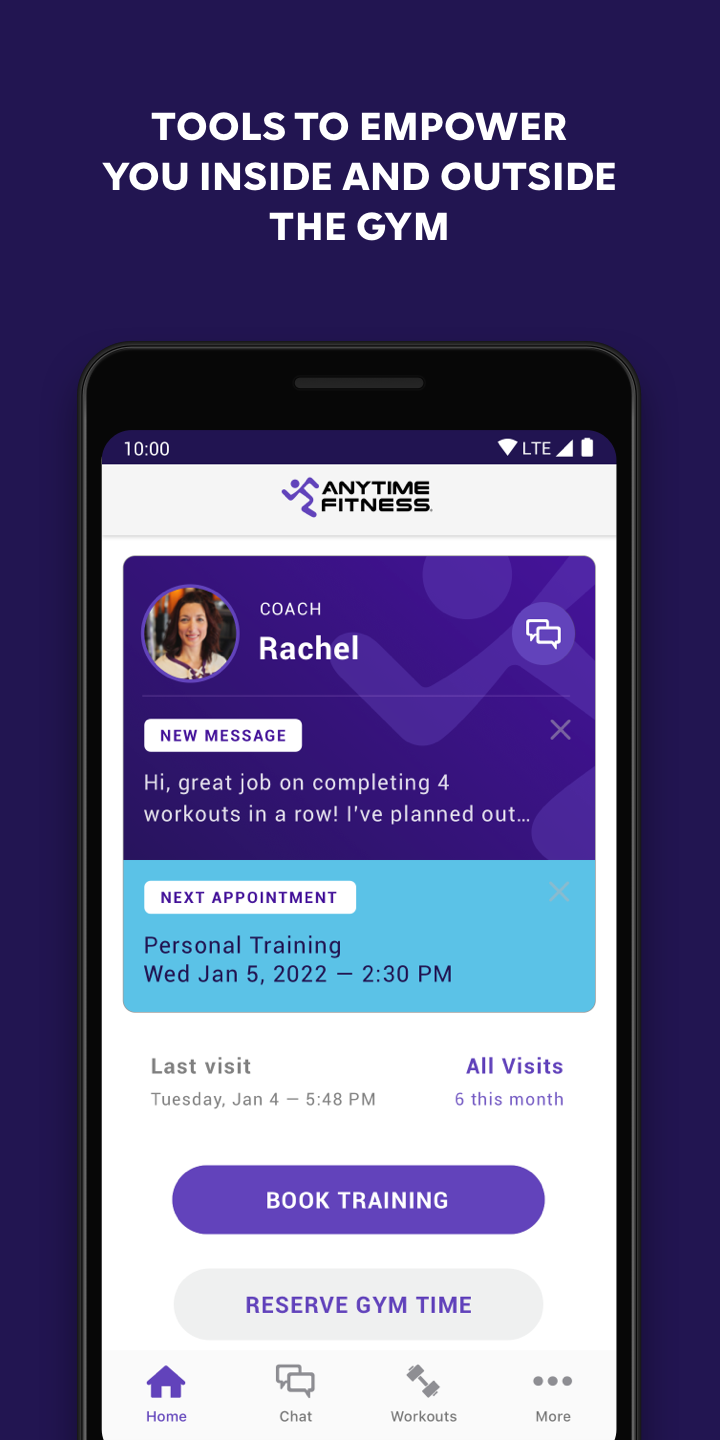 TOOLS TO EMPOWER
YOU INSIDE AND OUTSIDE
THE GYM
10:00
LTE
ANYTIME
FITNESS
COACH
Rachel
NEW MESSAGE
Hi, great job on completing 4
workouts in a row! I've planned out…
NEXT APPOINTMENT
Personal Training
Wed Jan 5, 2022 — 2:30 PM
Last visit
All Visits
Tuesday, Jan 4 — 5:48 PM
6 this month
BOOK TRAINING
RESERVE GYM TIME
Home
Chat
Workouts
More